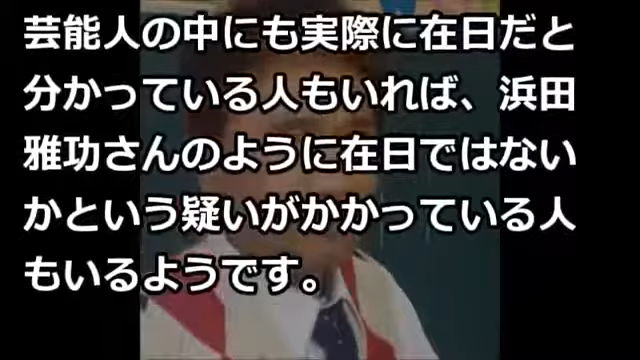 芸能人の中にも実際に在日だと
分かっている人もいれば、浜田
雅功さんのように在日ではない
かという疑いがかかっている人
もいるようです。